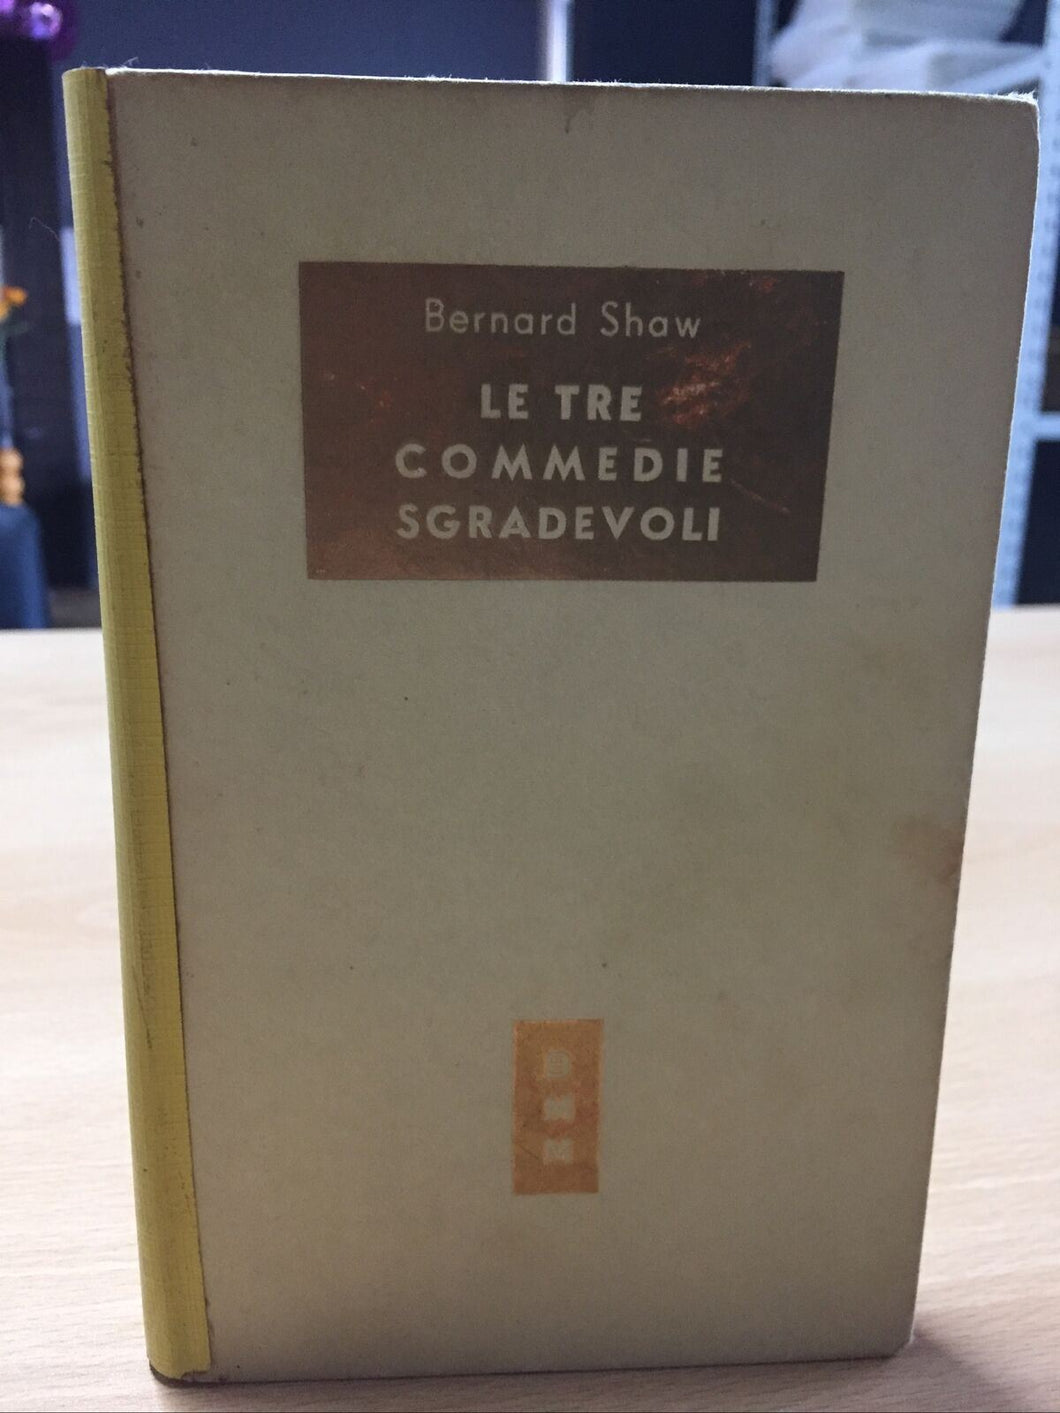 Bernard Shaw
LE TRE
COMMEDIE
SGRADEVOLI
B
M
M